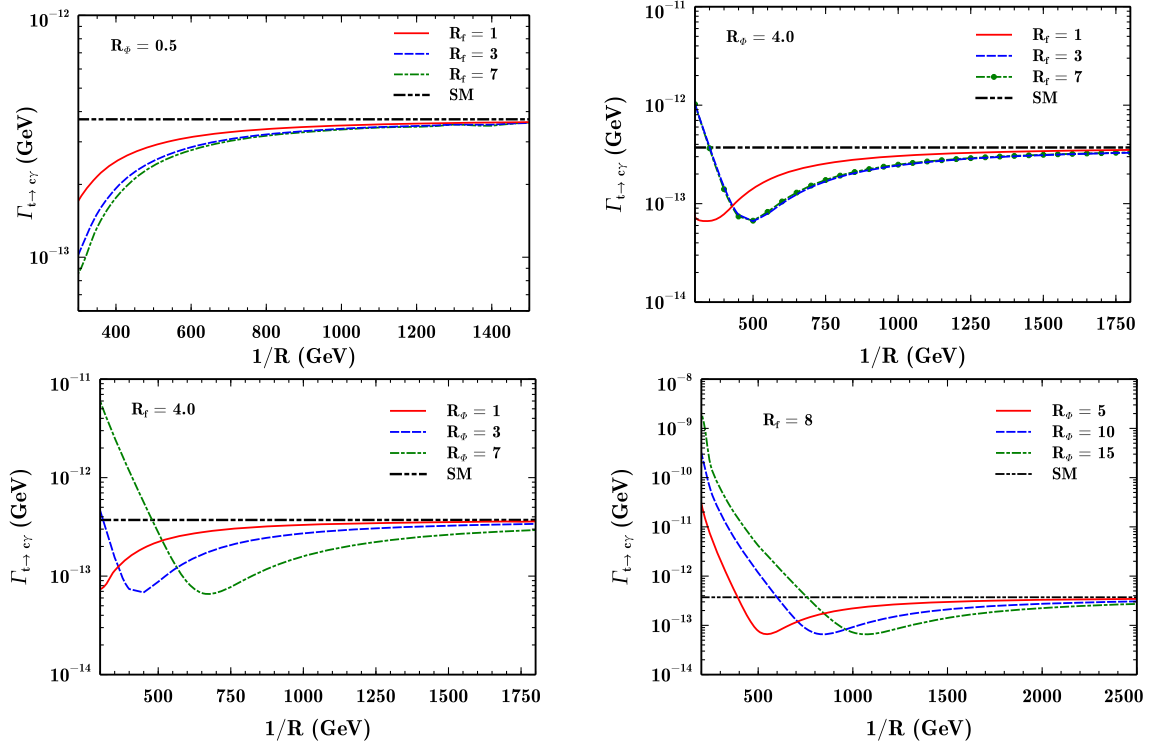 10⁻¹²
R_Φ = 0.5
R_f = 1
R_f = 3
R_f = 7
SM
Γ_t→ cγ (GeV)
10⁻¹³
400 600 800 1000 1200 1400
1/R (GeV)
10⁻¹¹
R_Φ = 4.0
R_f = 1
R_f = 3
R_f = 7
SM
10⁻¹²
Γ_t→ cγ (GeV)
10⁻¹³
10⁻¹⁴
500 750 1000 1250 1500 1750
1/R (GeV)
10⁻¹¹
R_f = 4.0
R_Φ = 1
R_Φ = 3
R_Φ = 7
SM
10⁻¹²
Γ_t→ cγ (GeV)
10⁻¹³
10⁻¹⁴
500 750 1000 1250 1500 1750
1/R (GeV)
10⁻⁸
R_f = 8
R_Φ = 5
R_Φ = 10
R_Φ = 15
SM
10⁻⁹
10⁻¹⁰
10⁻¹¹
Γ_t→ cγ (GeV)
10⁻¹²
10⁻¹³
10⁻¹⁴
500 1000 1500 2000 2500
1/R (GeV)